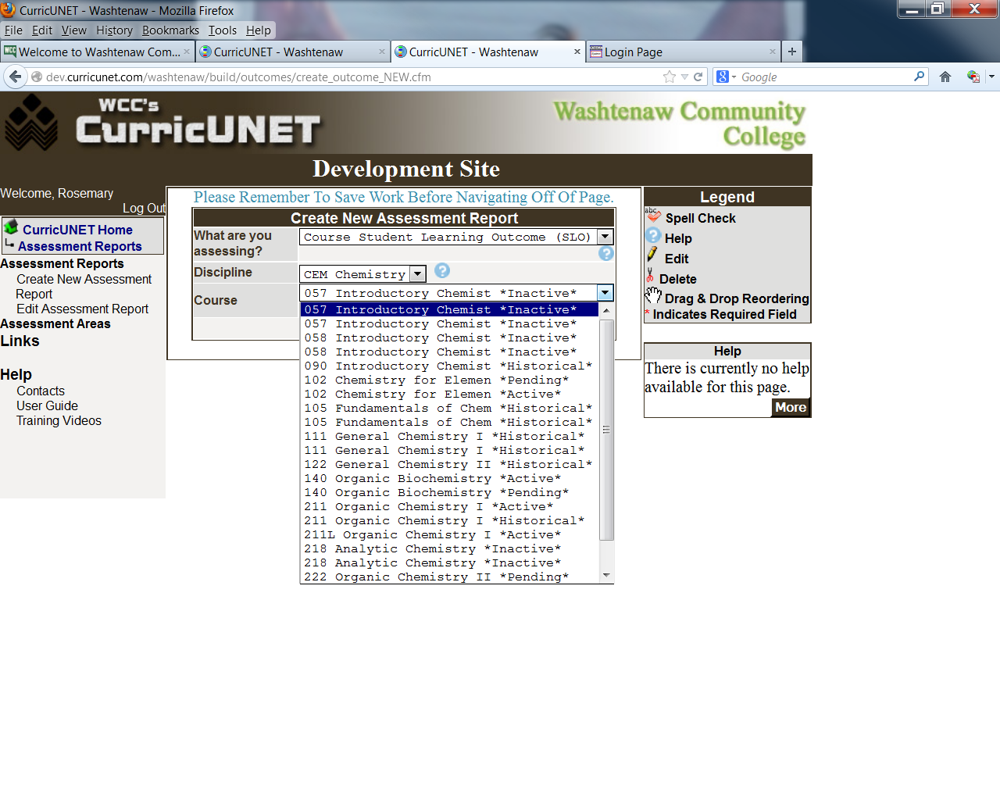 CurricUNET - Washtenaw - Mozilla Firefox
File Edit View History Bookmarks Tools Help
WCC Welcome to Washtenaw Com... CurricUNET - Washtenaw CurricUNET - Washtenaw Login Page
dev.curricunet.com/washtenaw/build/outcomes/create_outcome_NEW.cfm Google
WCC's
CurricUNET
Washtenaw Community
College
Development Site
Welcome, Rosemary
Log Out
CurricUNET Home
Assessment Reports
Assessment Reports
Create New Assessment
Report
Edit Assessment Report
Assessment Areas
Links
Help
Contacts
User Guide
Training Videos
Please Remember To Save Work Before Navigating Off Of Page.
Create New Assessment Report
What are you
assessing?
Course Student Learning Outcome (SLO)
Discipline
CEM Chemistry
Course
057 Introductory Chemist *Inactive*
057 Introductory Chemist *Inactive*
057 Introductory Chemist *Inactive*
058 Introductory Chemist *Inactive*
058 Introductory Chemist *Inactive*
090 Introductory Chemist *Historical*
102 Chemistry for Elemen *Pending*
102 Chemistry for Elemen *Active*
105 Fundamentals of Chem *Historical*
105 Fundamentals of Chem *Historical*
111 General Chemistry I *Historical*
111 General Chemistry I *Historical*
122 General Chemistry II *Historical*
140 Organic Biochemistry *Active*
140 Organic Biochemistry *Pending*
211 Organic Chemistry I *Active*
211 Organic Chemistry I *Historical*
211L Organic Chemistry I *Active*
218 Analytic Chemistry *Inactive*
218 Analytic Chemistry *Inactive*
222 Organic Chemistry II *Pending*
Legend
abc Spell Check
Help
Edit
Delete
Drag & Drop Reordering
* Indicates Required Field
Help
There is currently no help
available for this page.
More